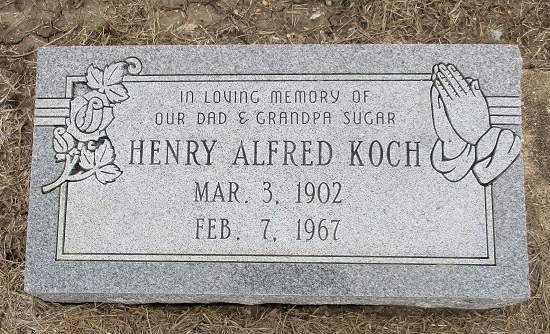 IN LOVING MEMORY OF
OUR DAD & GRANDPA SUGAR
HENRY ALFRED KOCH
MAR. 3, 1902
FEB. 7, 1967